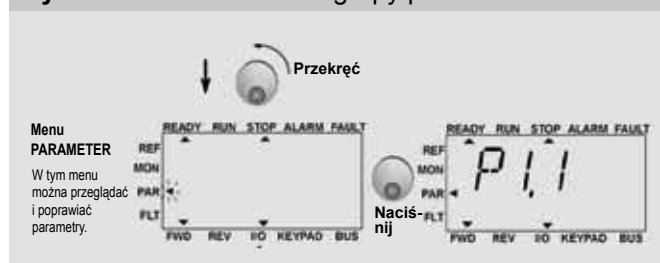 Przekręć
Menu
PARAMETER
W tym menu
można przeglądać
i poprawiać
parametry.
READY RUN STOP ALARM FAULT
REF
MON
PAR
FLT
FWD REV I/O KEYPAD BUS
Naciś-
nij
READY RUN STOP ALARM FAULT
REF
MON
PAR
FLT
P1,1
FWD REV I/O KEYPAD BUS